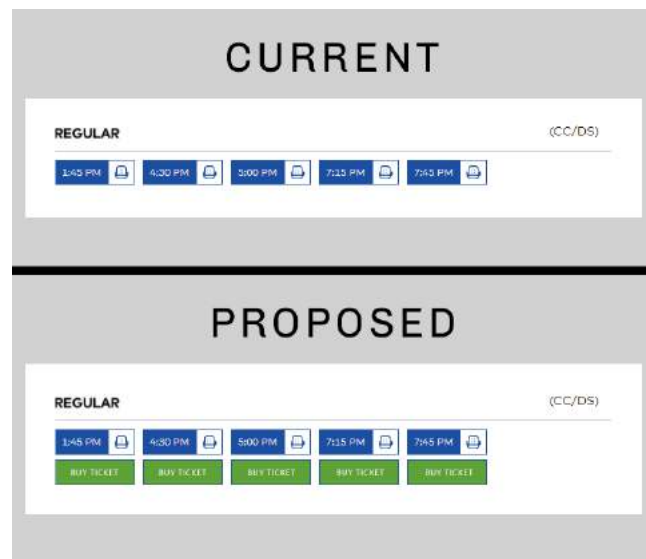 CURRENT
REGULAR (CC/DS)
1:45 PM 4:30 PM 5:00 PM 7:15 PM 7:45 PM
PROPOSED
REGULAR (CC/DS)
1:45 PM 4:30 PM 5:00 PM 7:15 PM 7:45 PM
BUY TICKET BUY TICKET BUY TICKET BUY TICKET BUY TICKET